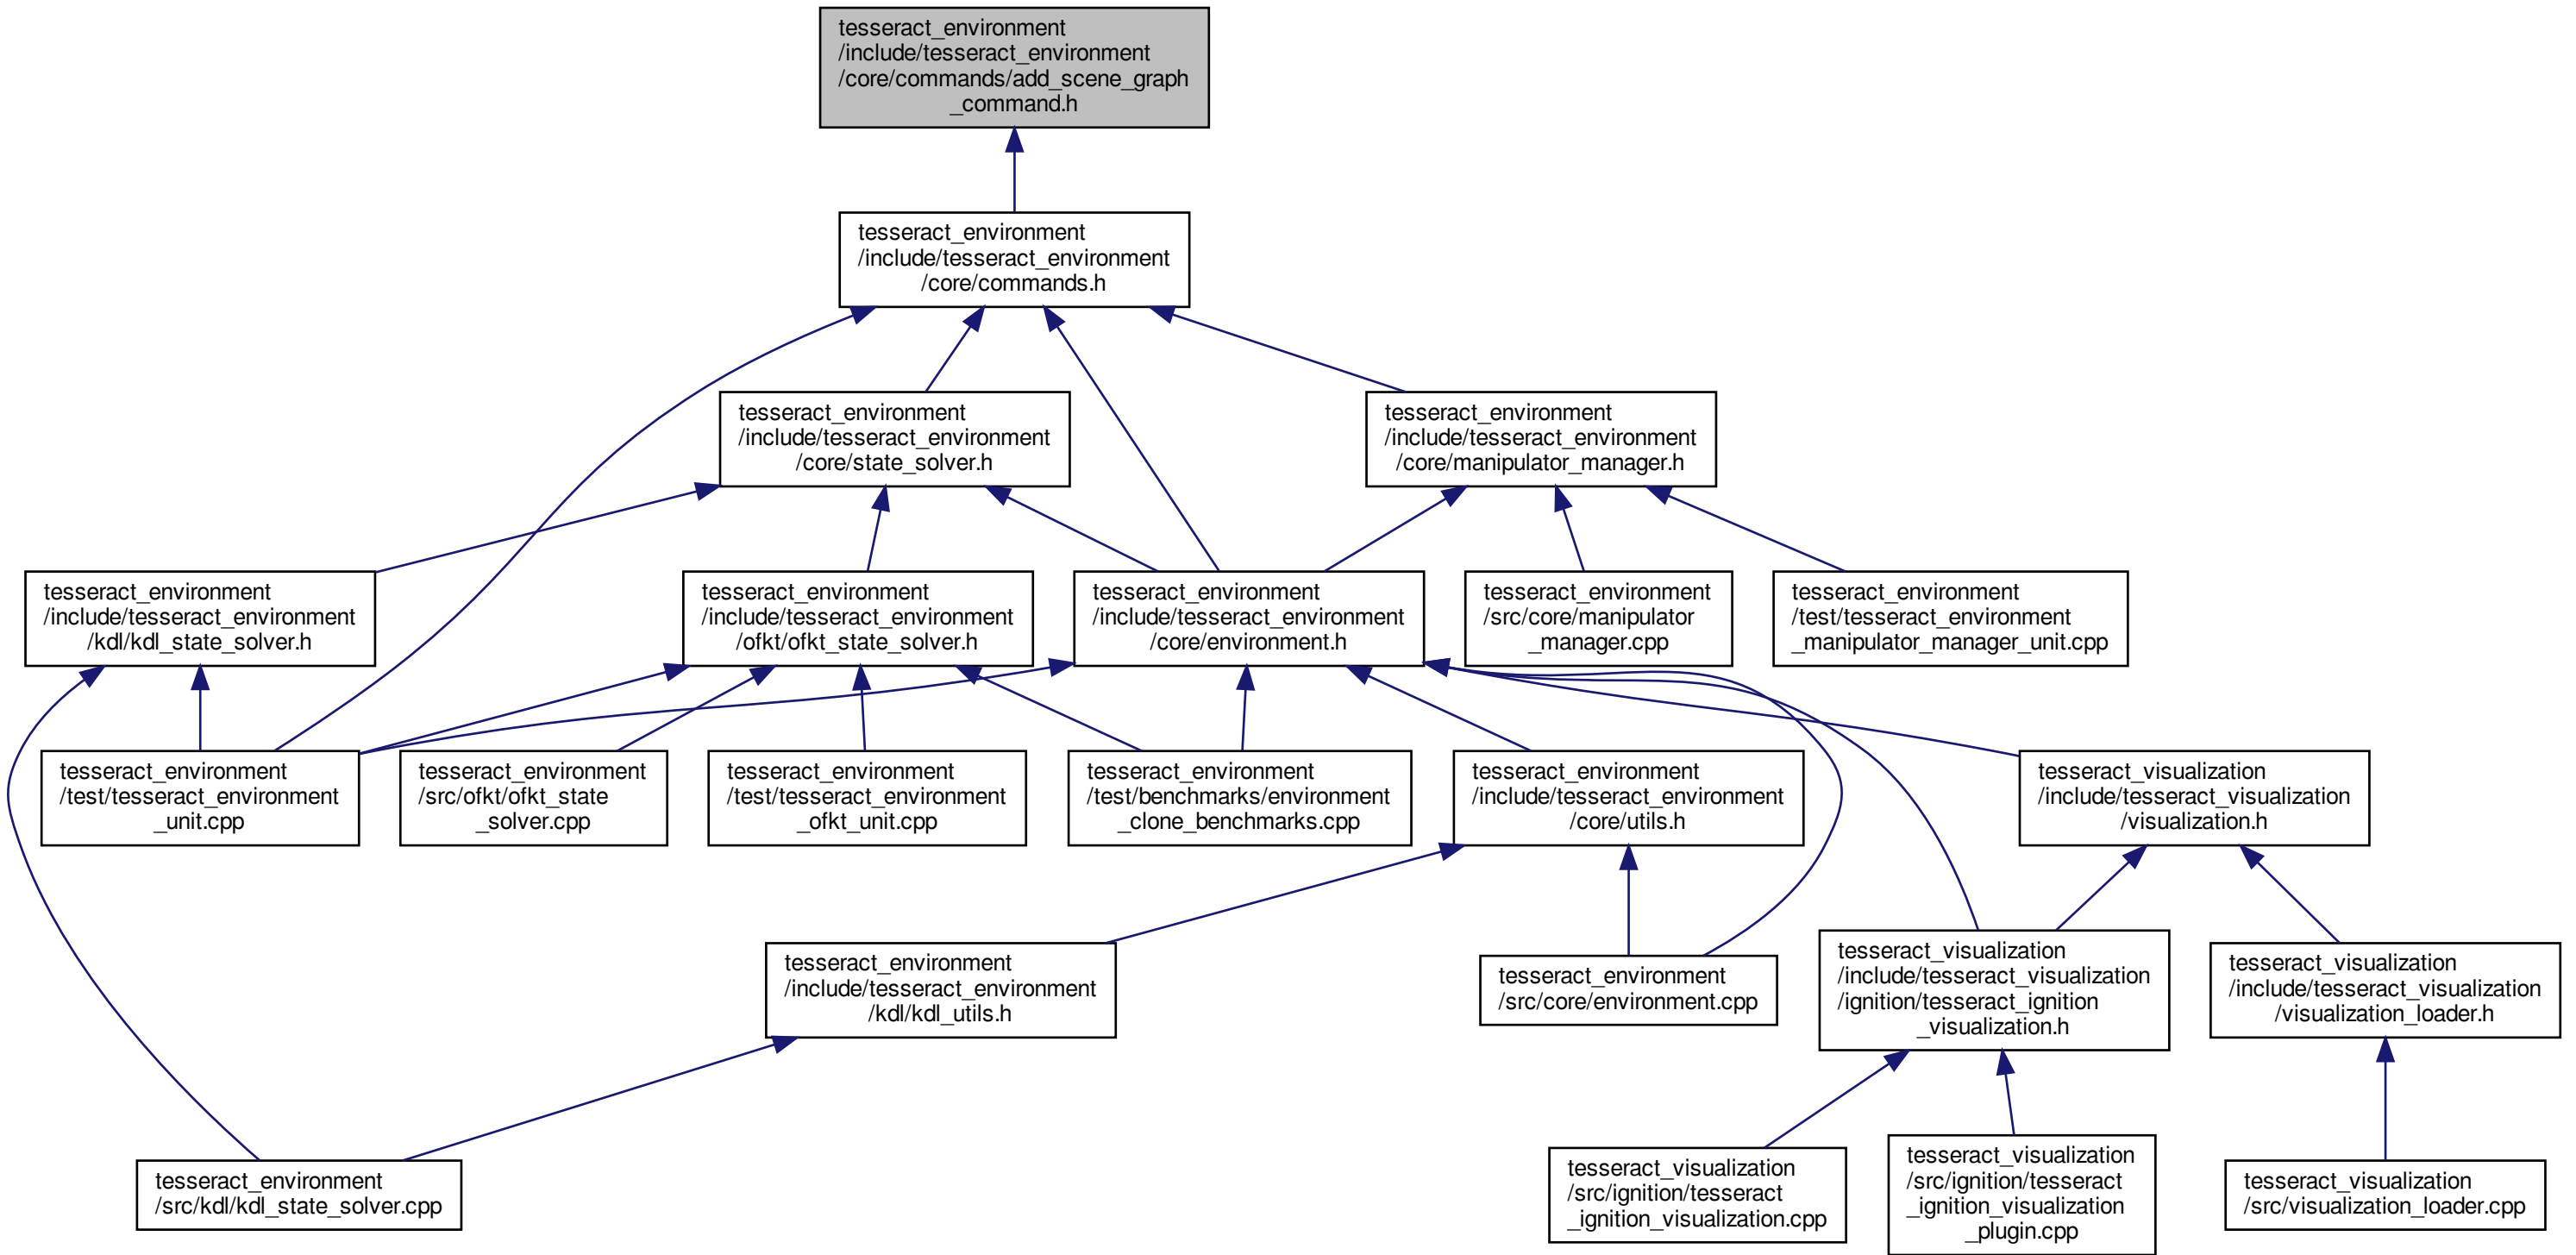 tesseract_environment
/include/tesseract_environment
/core/commands/add_scene_graph
_command.h
tesseract_environment
/include/tesseract_environment
/core/commands.h
tesseract_environment
/include/tesseract_environment
/core/state_solver.h
tesseract_environment
/include/tesseract_environment
/core/manipulator_manager.h
tesseract_environment
/include/tesseract_environment
/kdl/kdl_state_solver.h
tesseract_environment
/include/tesseract_environment
/ofkt/ofkt_state_solver.h
tesseract_environment
/include/tesseract_environment
/core/environment.h
tesseract_environment
/src/core/manipulator
_manager.cpp
tesseract_environment
/test/tesseract_environment
_manipulator_manager_unit.cpp
tesseract_environment
/test/tesseract_environment
_unit.cpp
tesseract_environment
/src/ofkt/ofkt_state
_solver.cpp
tesseract_environment
/test/tesseract_environment
_ofkt_unit.cpp
tesseract_environment
/test/benchmarks/environment
_clone_benchmarks.cpp
tesseract_environment
/include/tesseract_environment
/core/utils.h
tesseract_visualization
/include/tesseract_visualization
/visualization.h
tesseract_environment
/include/tesseract_environment
/kdl/kdl_utils.h
tesseract_environment
/src/core/environment.cpp
tesseract_visualization
/include/tesseract_visualization
/ignition/tesseract_ignition
_visualization.h
tesseract_visualization
/include/tesseract_visualization
/visualization_loader.h
tesseract_environment
/src/kdl/kdl_state_solver.cpp
tesseract_visualization
/src/ignition/tesseract
_ignition_visualization.cpp
tesseract_visualization
/src/ignition/tesseract
_ignition_visualization
_plugin.cpp
tesseract_visualization
/src/visualization_loader.cpp